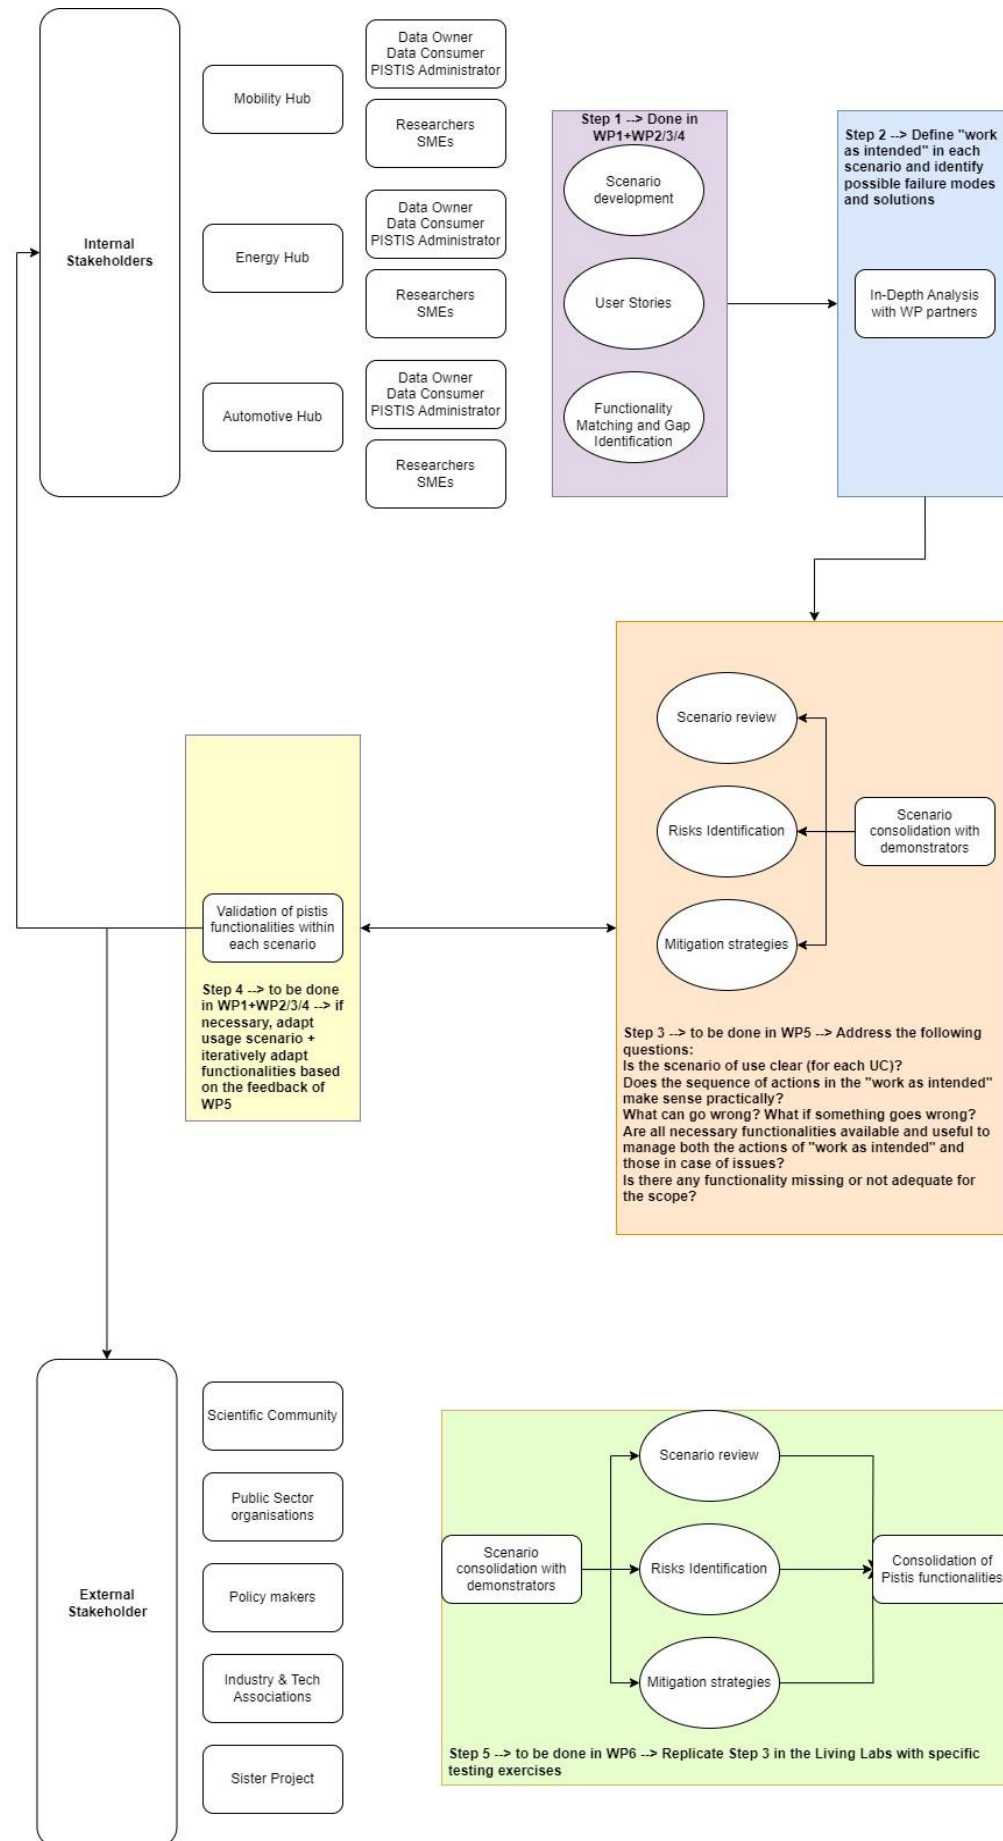 Internal
Stakeholders
Mobility Hub
Data Owner
Data Consumer
PISTIS Administrator
Researchers
SMEs
Energy Hub
Data Owner
Data Consumer
PISTIS Administrator
Researchers
SMEs
Automotive Hub
Data Owner
Data Consumer
PISTIS Administrator
Researchers
SMEs
Step 1 --> Done in
WP1+WP2/3/4
Scenario
development
User Stories
Functionality
Matching and Gap
Identification
Step 2 --> Define "work
as intended" in each
scenario and identify
possible failure modes
and solutions
In-Depth Analysis
with WP partners
Scenario review
Risks Identification
Mitigation strategies
Scenario
consolidation with
demonstrators
Step 3 --> to be done in WP5 --> Address the following
questions:
Is the scenario of use clear (for each UC)?
Does the sequence of actions in the "work as intended"
make sense practically?
What can go wrong? What if something goes wrong?
Are all necessary functionalities available and useful to
manage both the actions of "work as intended" and
those in case of issues?
Is there any functionality missing or not adequate for
the scope?
Validation of pistis
functionalities within
each scenario
Step 4 --> to be done
in WP1+WP2/3/4 --> if
necessary, adapt
usage scenario +
iteratively adapt
functionalities based
on the feedback of
WP5
External
Stakeholder
Scientific Community
Public Sector
organisations
Policy makers
Industry & Tech
Associations
Sister Project
Scenario
consolidation with
demonstrators
Scenario review
Risks Identification
Mitigation strategies
Consolidation of
Pistis functionalities
Step 5 --> to be done in WP6 --> Replicate Step 3 in the Living Labs with specific
testing exercises